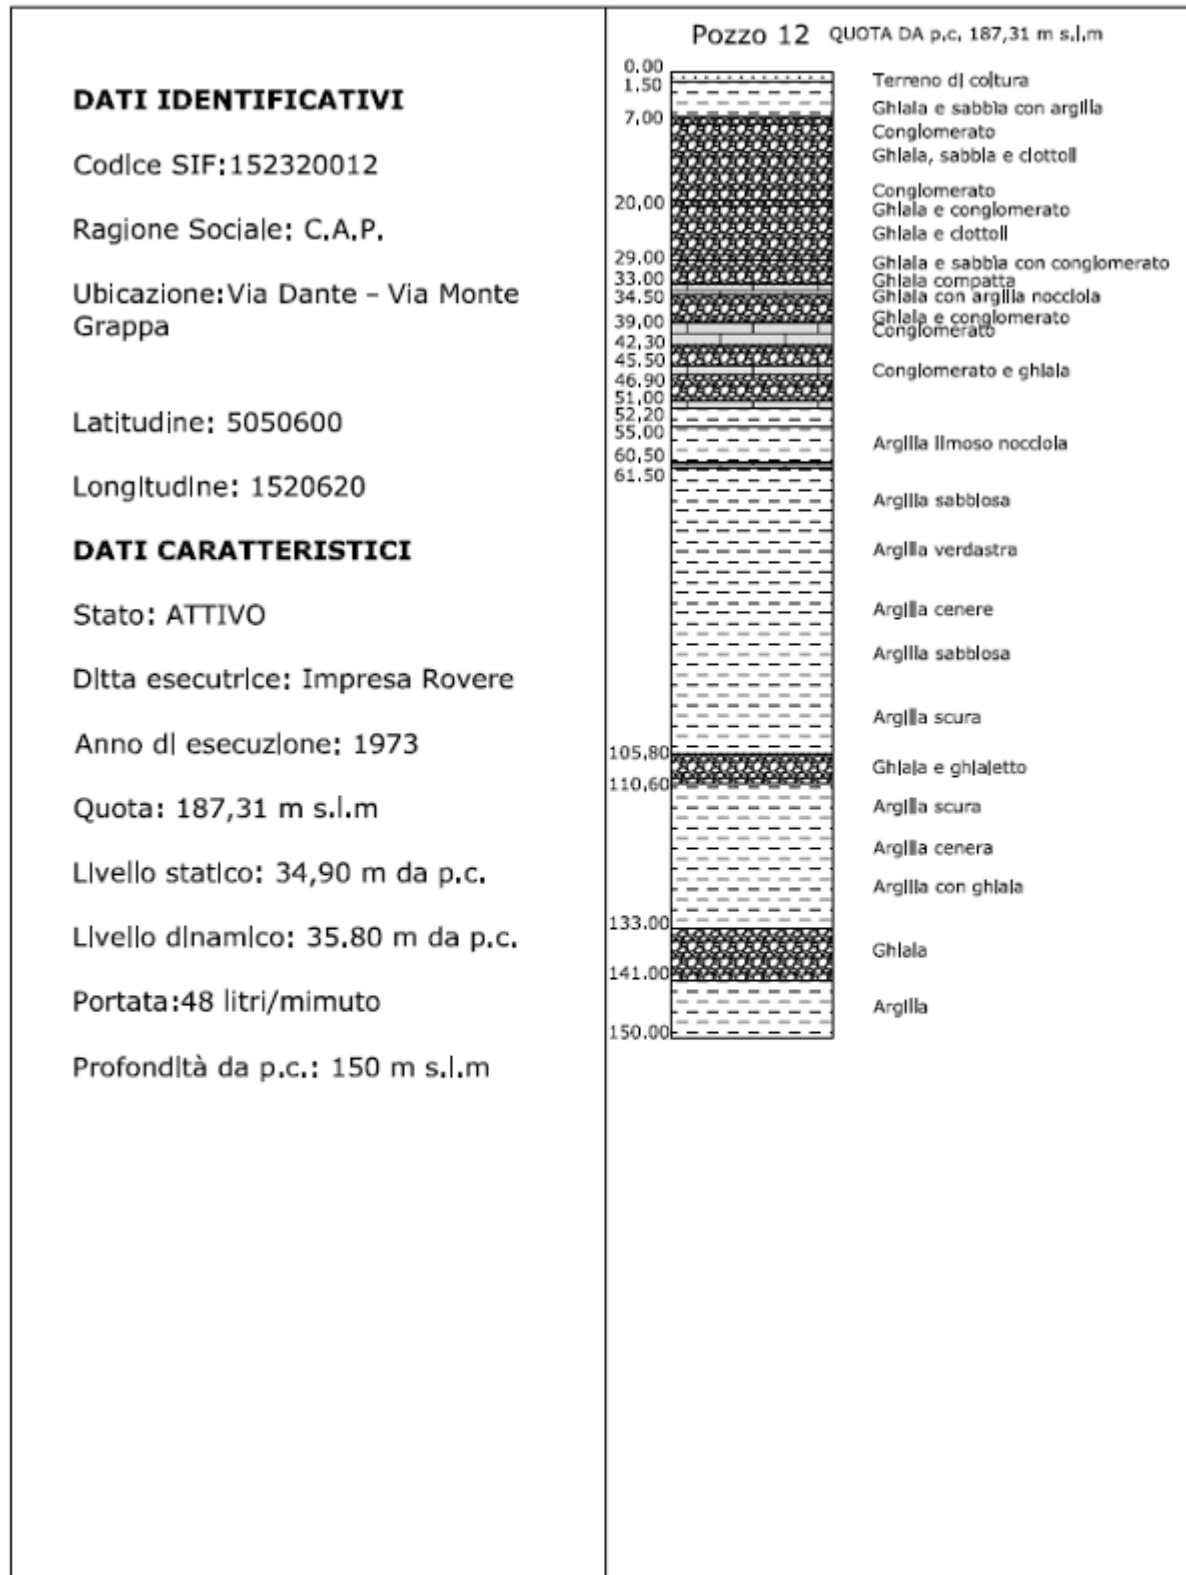 DATI IDENTIFICATIVI
Codice SIF:152320012
Ragione Sociale: C.A.P.
Ubicazione:Via Dante – Via Monte
Grappa
Latitudine: 5050600
Longitudine: 1520620
DATI CARATTERISTICI
Stato: ATTIVO
Ditta esecutrice: Impresa Rovere
Anno di esecuzione: 1973
Quota: 187,31 m s.l.m
Livello statico: 34,90 m da p.c.
Livello dinamico: 35.80 m da p.c.
Portata:48 litri/mimuto
Profondità da p.c.: 150 m s.l.m
Pozzo 12 QUOTA DA p.c. 187,31 m s.l.m
0.00
1.50
7,00
20,00
29.00
33.00
34.50
39,00
42.30
45.50
46.90
51,00
52,20
55.00
60,50
61.50
105,80
110,60
133.00
141.00
150.00
Terreno di coltura
Ghiaia e sabbia con argilla
Conglomerato
Ghiaia, sabbia e ciottoli
Conglomerato
Ghiaia e conglomerato
Ghiaia e ciottoli
Ghiaia e sabbia con conglomerato
Ghiaia compatta
Ghiaia con argilla nocciola
Ghiaia e conglomerato
Conglomerato
Conglomerato e ghiaia
Argilla limoso nocciola
Argilla sabbiosa
Argilla verdastra
Argilla cenere
Argilla sabbiosa
Argilla scura
Ghiaia e ghiaietto
Argilla scura
Argilla cenera
Argilla con ghiaia
Ghiaia
Argilla